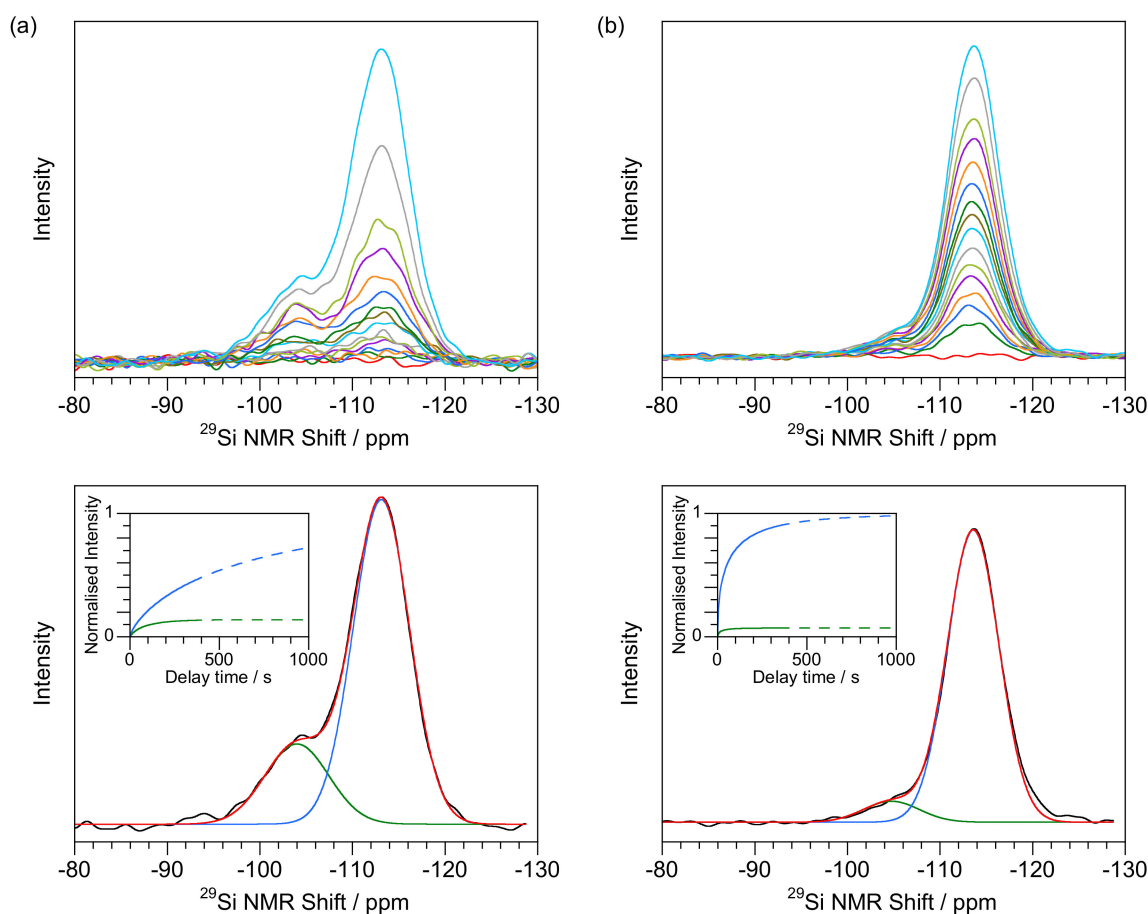 (a)
Intensity
-80 -90 -100 -110 -120 -130
²⁹Si NMR Shift / ppm
(b)
Intensity
-80 -90 -100 -110 -120 -130
²⁹Si NMR Shift / ppm
Intensity
Normalised Intensity
1
0
0 500 1000
Delay time / s
-80 -90 -100 -110 -120 -130
²⁹Si NMR Shift / ppm
Intensity
Normalised Intensity
1
0
0 500 1000
Delay time / s
-80 -90 -100 -110 -120 -130
²⁹Si NMR Shift / ppm